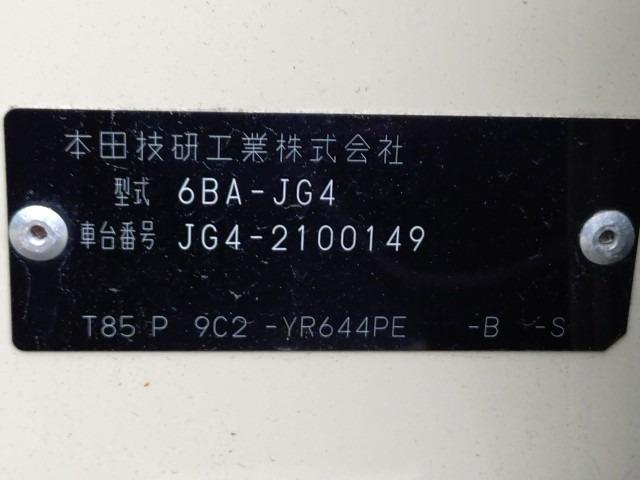 本田技研工業株式会社
型式 6BA-JG4
車台番号 JG4-2100149
T85 P 9C2 -YR644PE -B -S